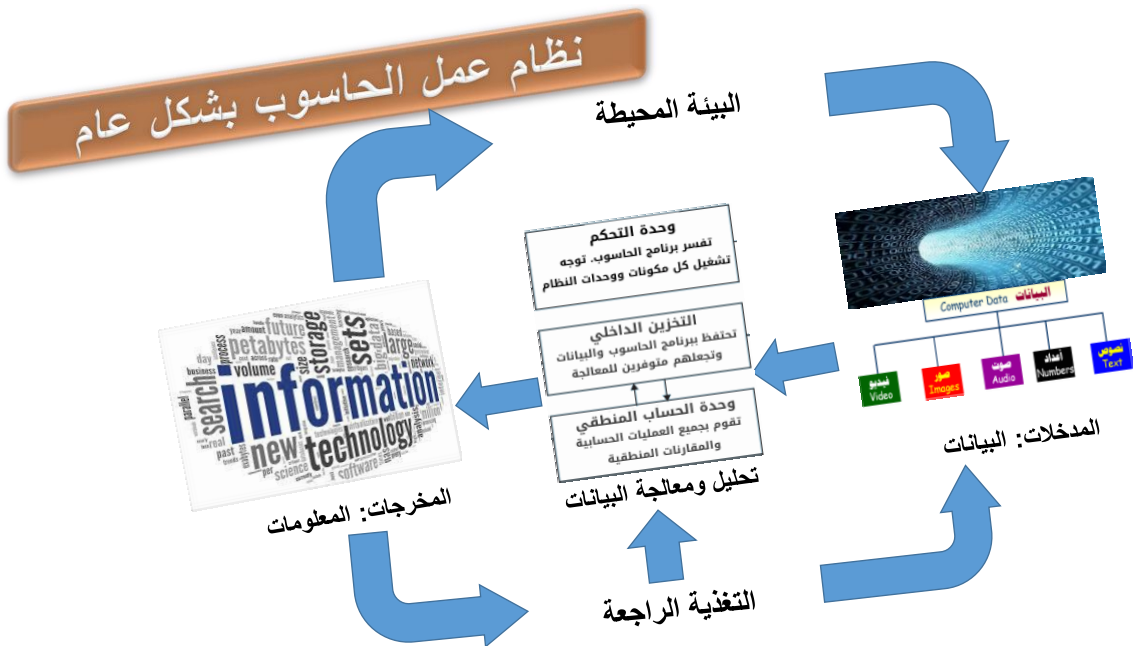 نظام عمل الحاسوب بشكل عام
البيئة المحيطة
البيانات Computer Data
نصوص
Text
أعداد
Numbers
صوت
Audio
صور
Images
فيديو
Video
المدخلات: البيانات
وحدة التحكم
تفسر برنامج الحاسوب. توجه
تشغيل كل مكونات ووحدات النظام
التخزين الداخلي
تحتفظ ببرنامج الحاسوب والبيانات
وتجعلهم متوفرين للمعالجة
وحدة الحساب المنطقي
تقوم بجميع العمليات الحسابية
والمقارنات المنطقية
تحليل ومعالجة البيانات
future
petabytes
storage
sets
large
volume
search
information
new technology
past
science
software
المخرجات: المعلومات
التغذية الراجعة